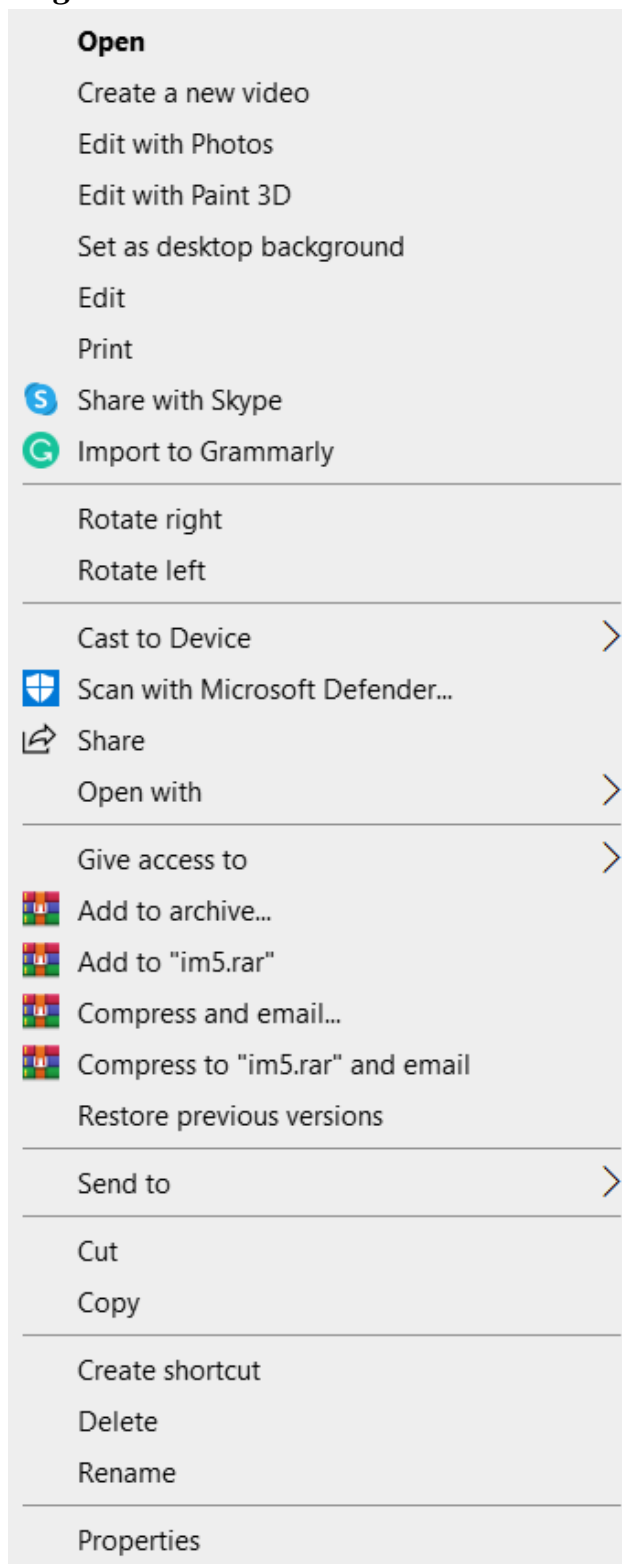 Open
Create a new video
Edit with Photos
Edit with Paint 3D
Set as desktop background
Edit
Print
Share with Skype
Import to Grammarly
Rotate right
Rotate left
Cast to Device
Scan with Microsoft Defender...
Share
Open with
Give access to
Add to archive...
Add to "im5.rar"
Compress and email...
Compress to "im5.rar" and email
Restore previous versions
Send to
Cut
Copy
Create shortcut
Delete
Rename
Properties